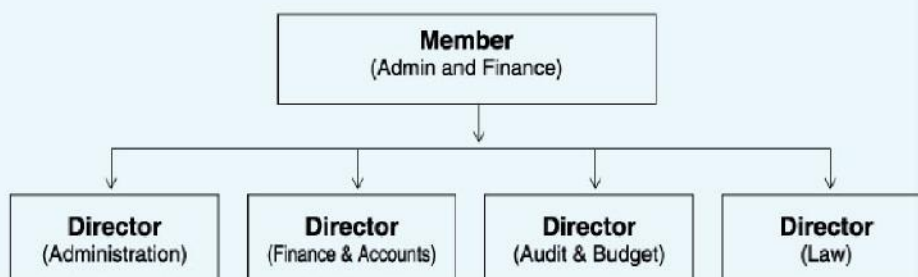 Member
(Admin and Finance)
Director
(Administration)
Director
(Finance & Accounts)
Director
(Audit & Budget)
Director
(Law)